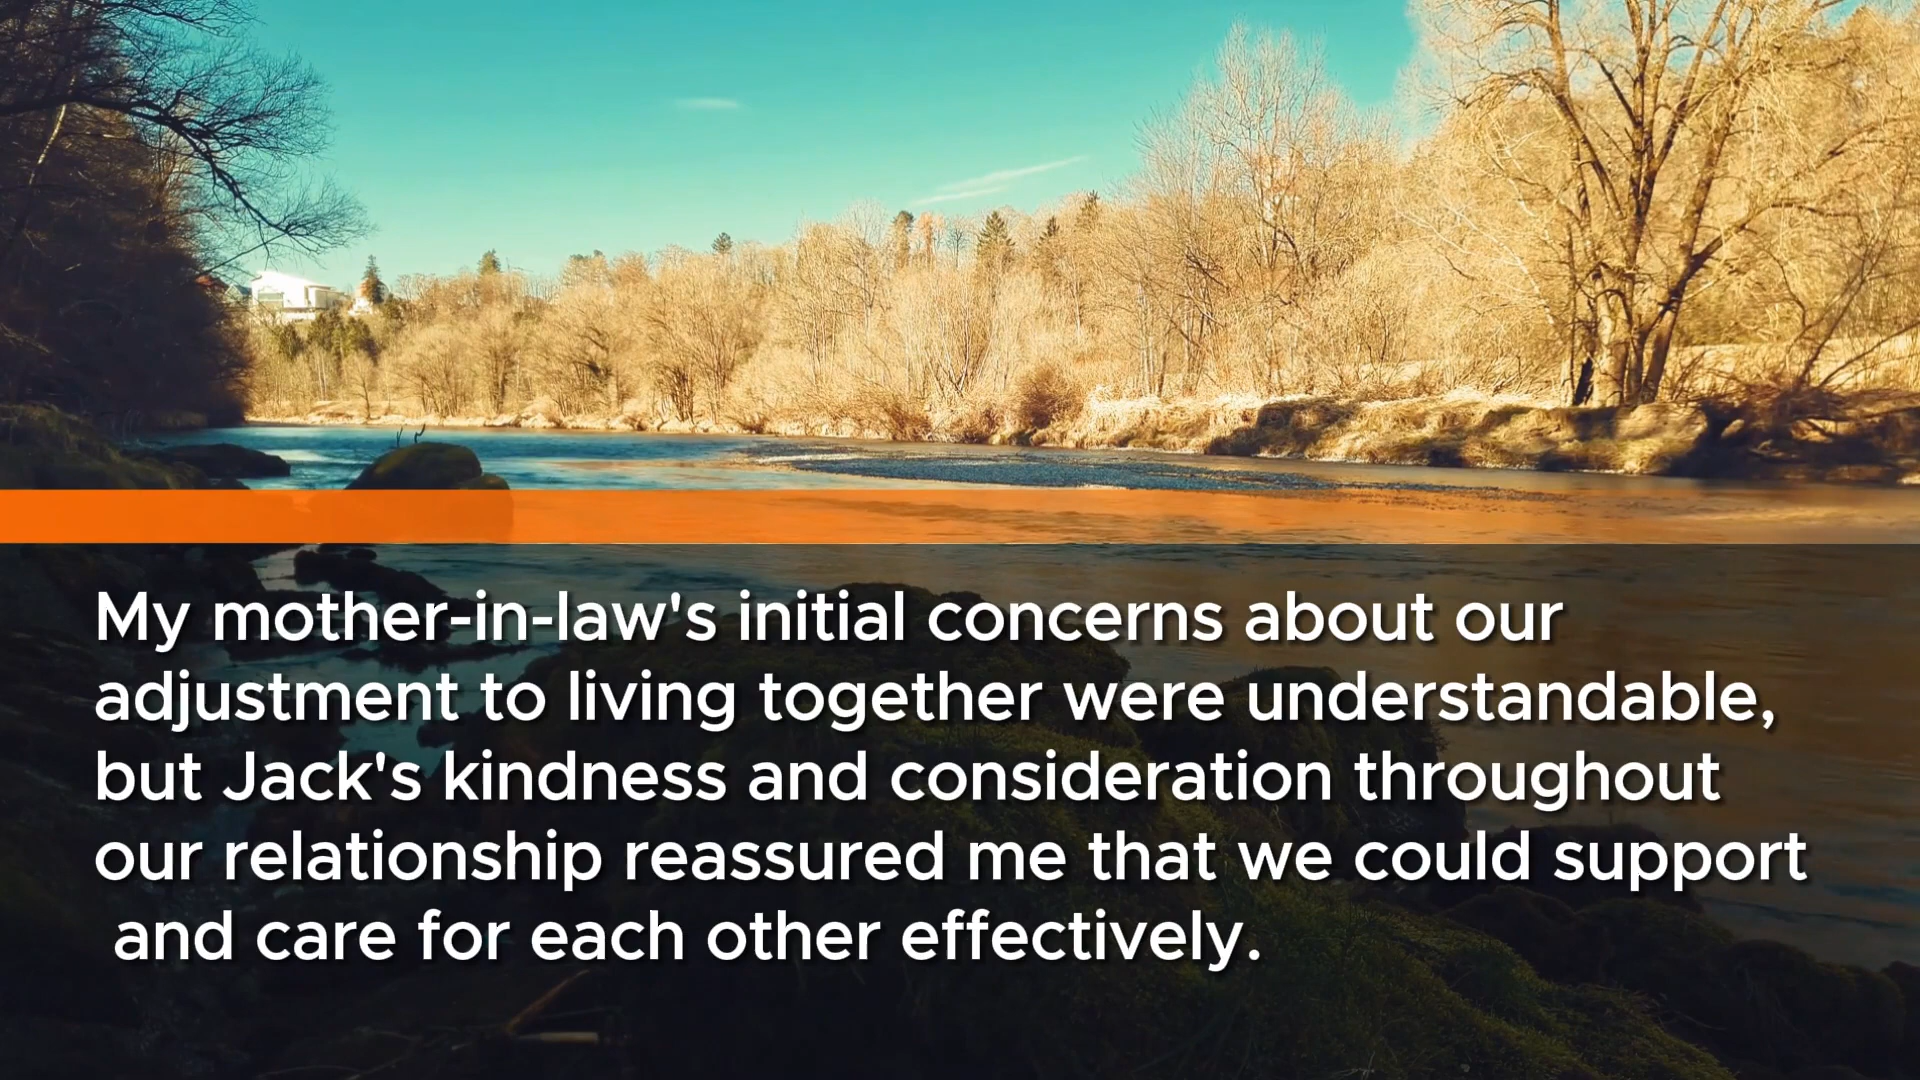 My mother-in-law's initial concerns about our
adjustment to living together were understandable,
but Jack's kindness and consideration throughout
our relationship reassured me that we could support
and care for each other effectively.